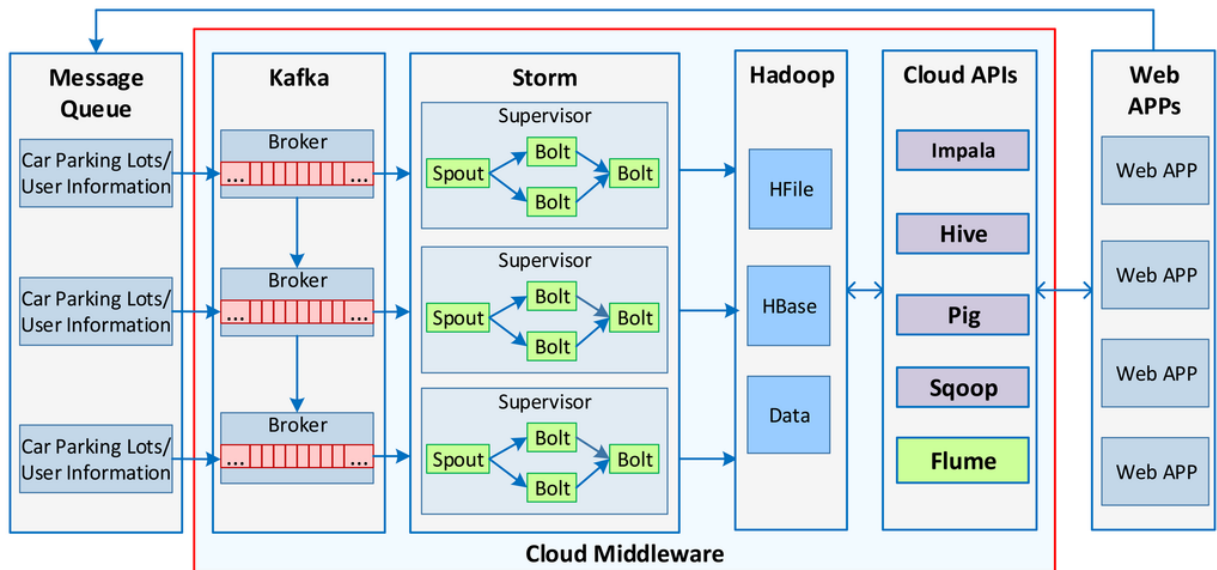 Message
Queue
Car Parking Lots/
User Information
Car Parking Lots/
User Information
Car Parking Lots/
User Information
Kafka
Broker
... ...
Broker
... ...
Broker
... ...
Storm
Supervisor
Spout
Bolt
Bolt
Bolt
Supervisor
Spout
Bolt
Bolt
Bolt
Supervisor
Spout
Bolt
Bolt
Bolt
Hadoop
HFile
HBase
Data
Cloud APIs
Impala
Hive
Pig
Sqoop
Flume
Web
APPs
Web APP
Web APP
Web APP
Web APP
Cloud Middleware